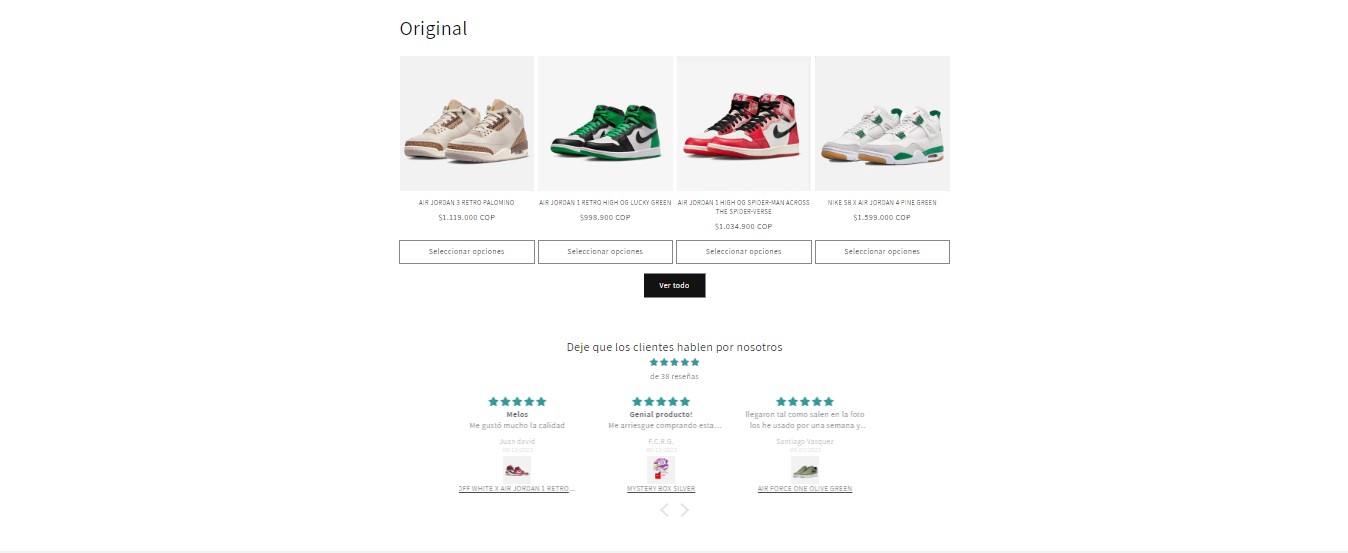 Original
AIR JORDAN 3 RETRO PALOMINO
$1.119.000 COP
Seleccionar opciones
AIR JORDAN 1 RETRO HIGH OG LUCKY GREEN
$998.900 COP
Seleccionar opciones
AIR JORDAN 1 HIGH OG SPIDER-MAN ACROSS
THE SPIDER-VERSE
$1.034.900 COP
Seleccionar opciones
NIKE SB X AIR JORDAN 4 PINE GREEN
$1.599.000 COP
Seleccionar opciones
Ver todo
Deje que los clientes hablen por nosotros
de 38 reseñas
Melos
Me gustó mucho la calidad
Juan david
OFF WHITE X AIR JORDAN 1 RETRO...
Genial producto!
Me arriesgue comprando esta...
F.C.R.G.
MYSTERY BOX SILVER
llegaron tal como salen en la foto
los he usado por una semana y...
Santiago Vasquez
AIR FORCE ONE OLIVE GREEN